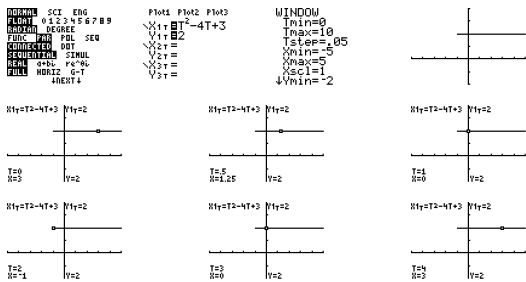 NORMAL SCI ENG
FLOAT 0 1 2 3 4 5 6 7 8 9
RADIAN DEGREE
FUNC PAR POL SEQ
CONNECTED DOT
SEQUENTIAL SIMUL
REAL a+bi re^θi
FULL HORIZ G-T
↓NEXT↓
Plot1 Plot2 Plot3
\X1T=T²-4T+3
Y1T=2
\X2T=
Y2T=
\X3T=
Y3T=
WINDOW
Tmin=0
Tmax=10
Tstep=.05
Xmin=-5
Xmax=5
Xscl=1
↓Ymin=-2
X1T=T²-4T+3 Y1T=2
T=0
X=3 Y=2
X1T=T²-4T+3 Y1T=2
T=.5
X=1.25 Y=2
X1T=T²-4T+3 Y1T=2
T=1
X=0 Y=2
X1T=T²-4T+3 Y1T=2
T=2
X=-1 Y=2
X1T=T²-4T+3 Y1T=2
T=3
X=0 Y=2
X1T=T²-4T+3 Y1T=2
T=4
X=3 Y=2